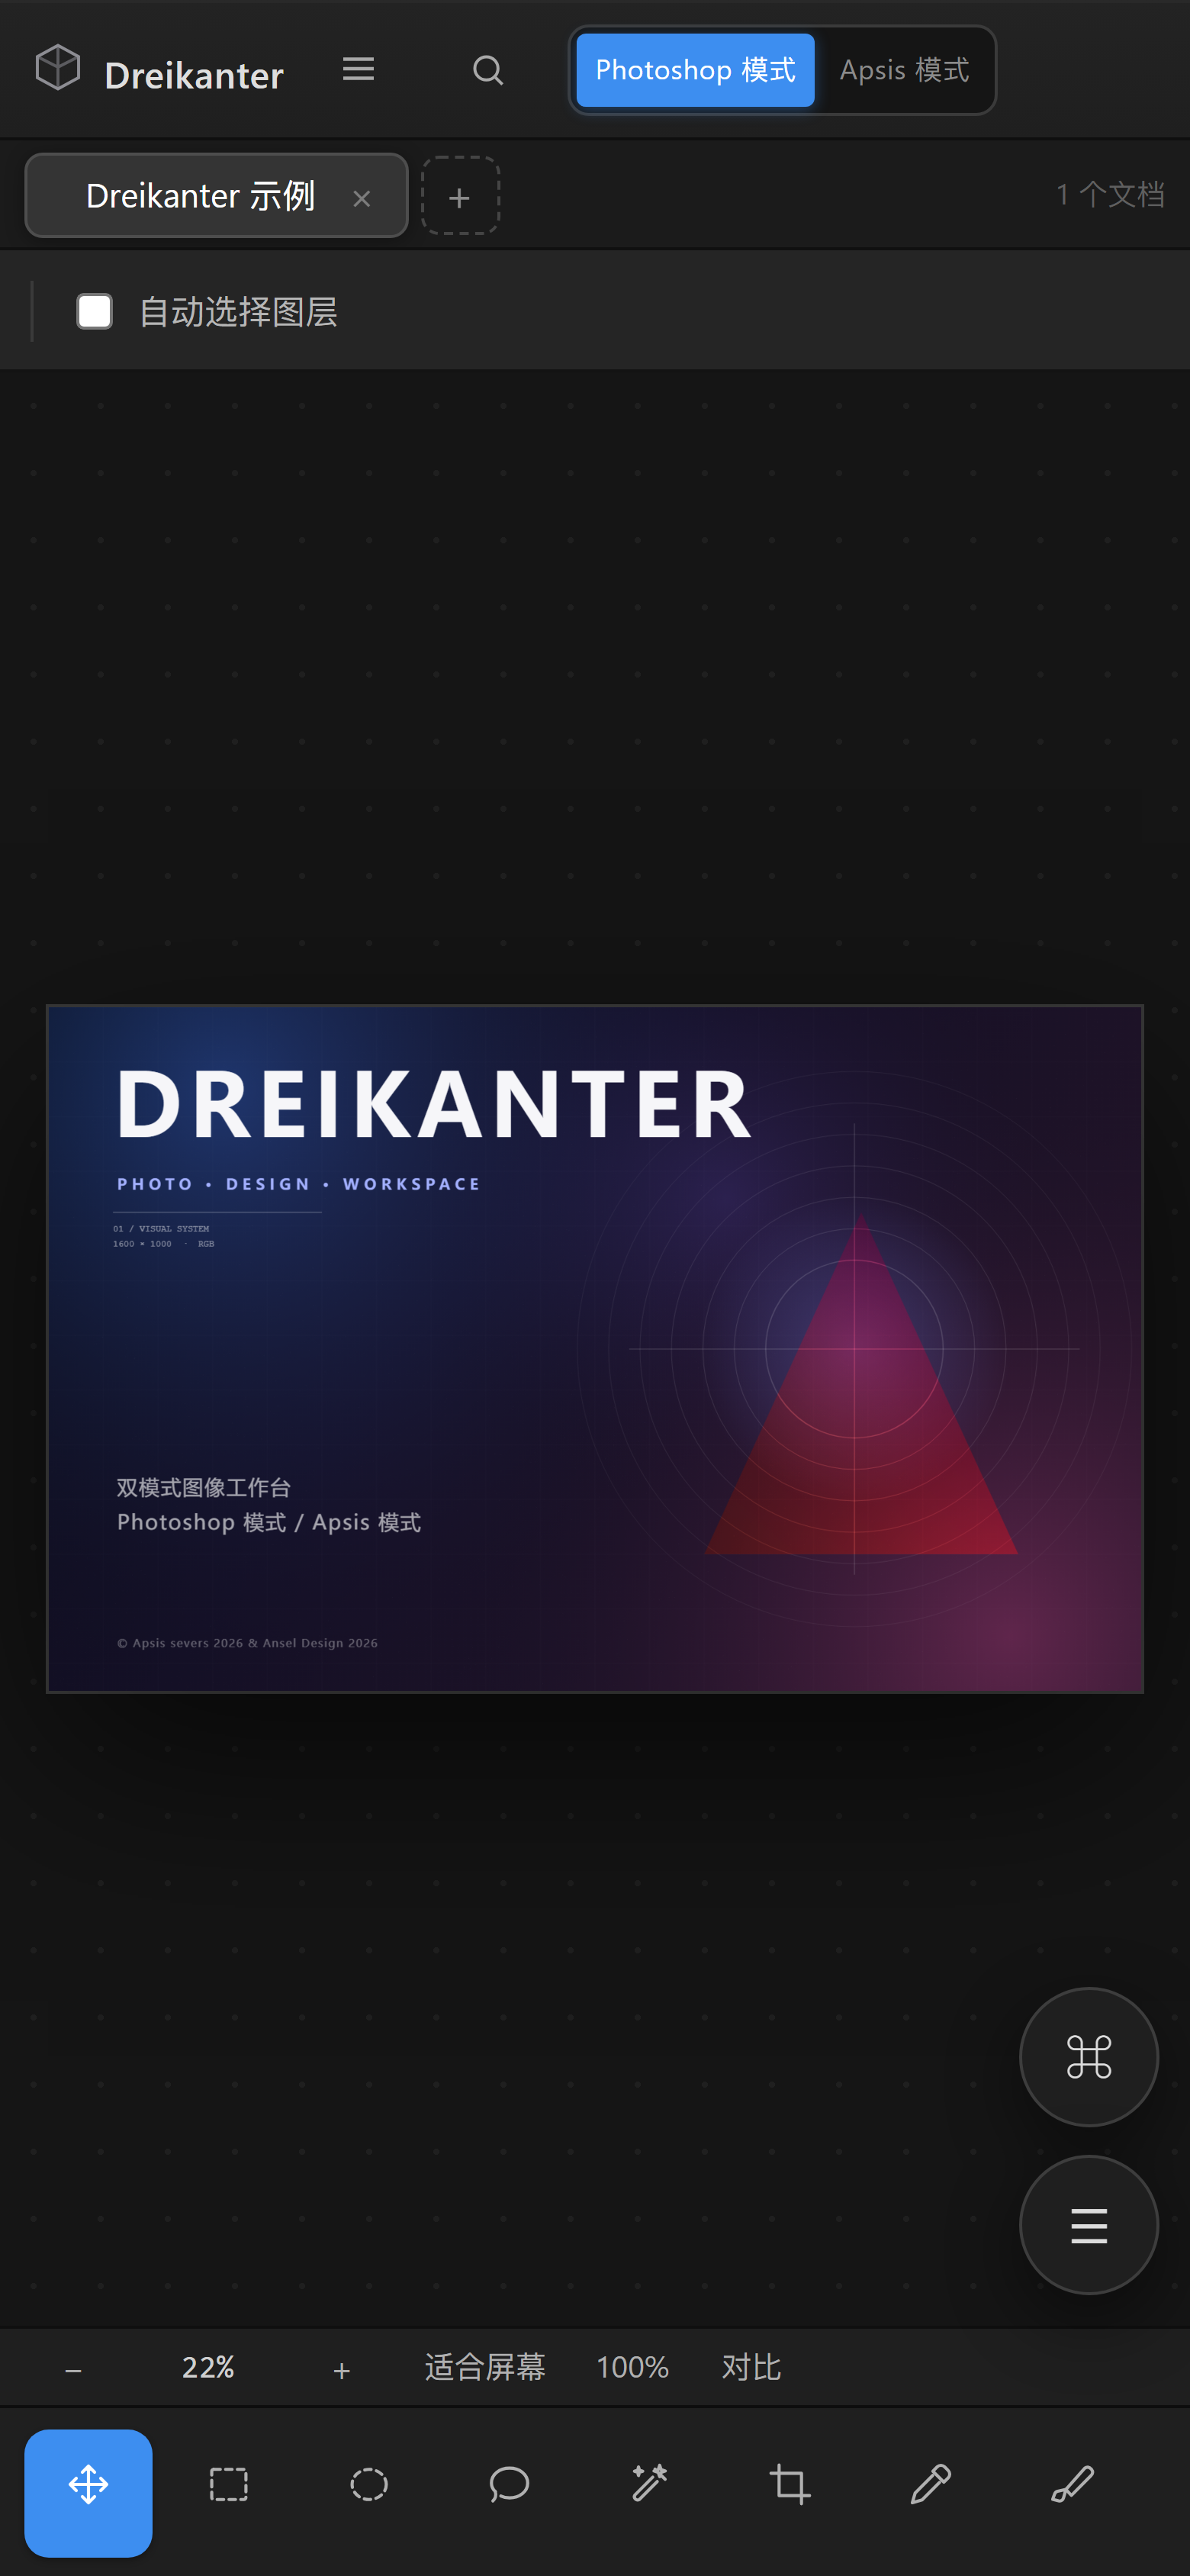 Dreikanter
Photoshop 模式
Apsis 模式
Dreikanter 示例 ×
+
1 个文档
自动选择图层
DREIKANTER
PHOTO • DESIGN • WORKSPACE
01 / VISUAL SYSTEM
1600 × 1000 · RGB
双模式图像工作台
Photoshop 模式 / Apsis 模式
© Apsis severs 2026 & Ansel Design 2026
⌘
− 22% + 适合屏幕 100% 对比